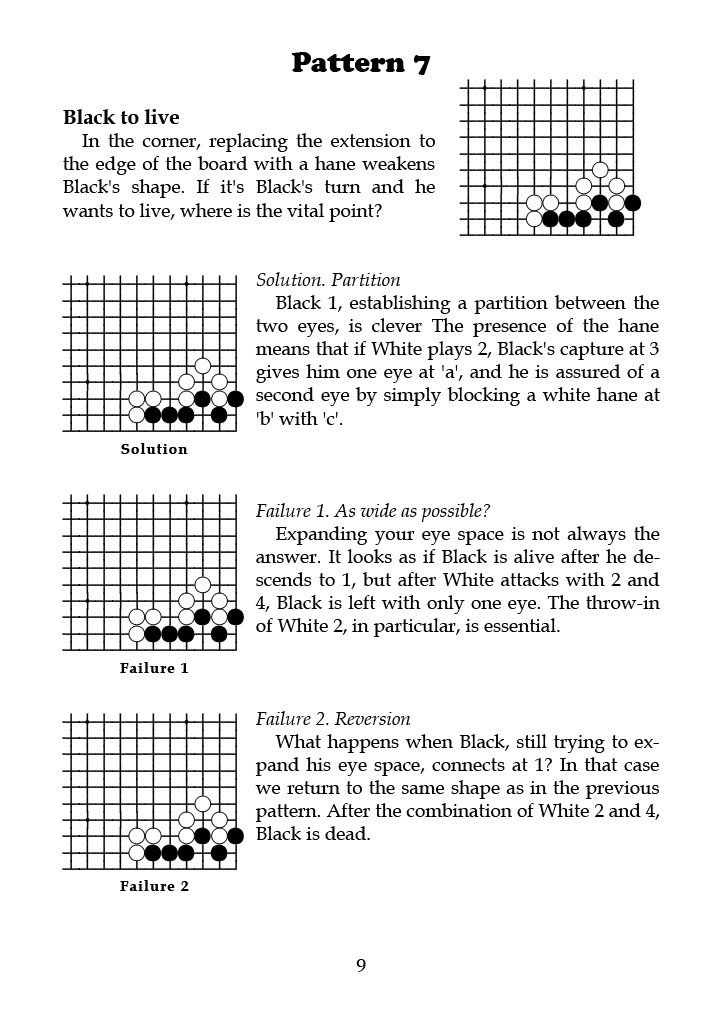 Pattern 7
Black to live
In the corner, replacing the extension to
the edge of the board with a hane weakens
Black's shape. If it's Black's turn and he
wants to live, where is the vital point?
Solution. Partition
Black 1, establishing a partition between the
two eyes, is clever The presence of the hane
means that if White plays 2, Black's capture at 3
gives him one eye at 'a', and he is assured of a
second eye by simply blocking a white hane at
'b' with 'c'.
Solution
Failure 1. As wide as possible?
Expanding your eye space is not always the
answer. It looks as if Black is alive after he de-
scends to 1, but after White attacks with 2 and
4, Black is left with only one eye. The throw-in
of White 2, in particular, is essential.
Failure 1
Failure 2. Reversion
What happens when Black, still trying to ex-
pand his eye space, connects at 1? In that case
we return to the same shape as in the previous
pattern. After the combination of White 2 and 4,
Black is dead.
Failure 2
9